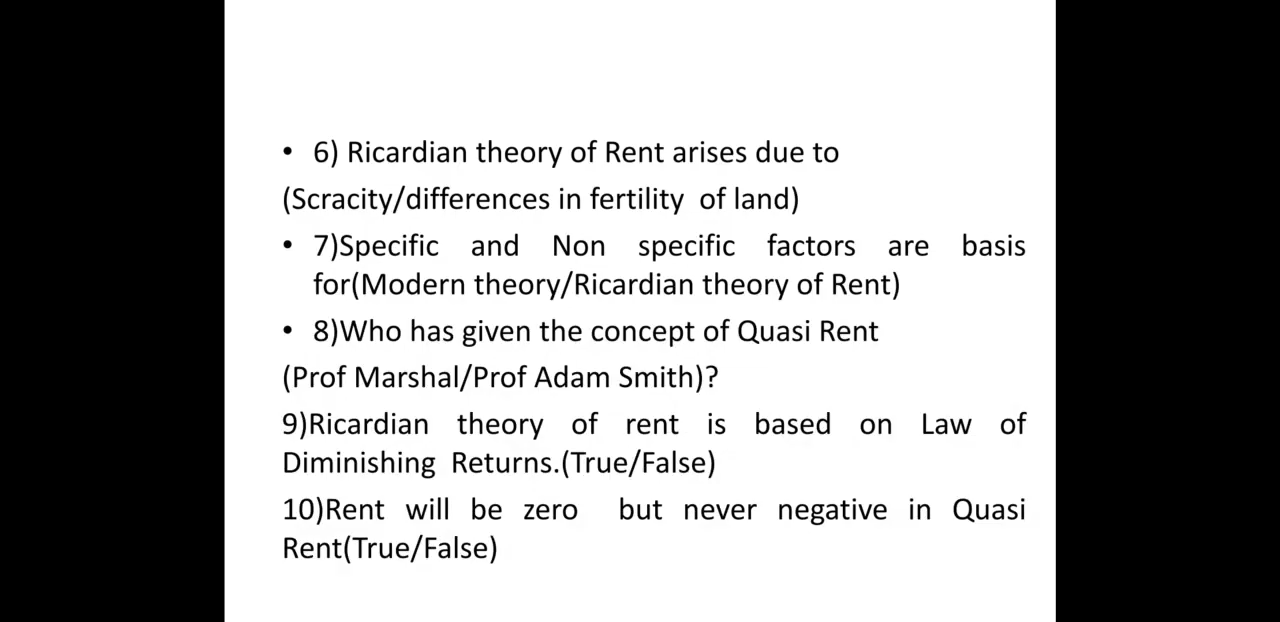 • 6) Ricardian theory of Rent arises due to
(Scracity/differences in fertility of land)
• 7)Specific and Non specific factors are basis
for(Modern theory/Ricardian theory of Rent)
• 8)Who has given the concept of Quasi Rent
(Prof Marshal/Prof Adam Smith)?
9)Ricardian theory of rent is based on Law of
Diminishing Returns.(True/False)
10)Rent will be zero but never negative in Quasi
Rent(True/False)